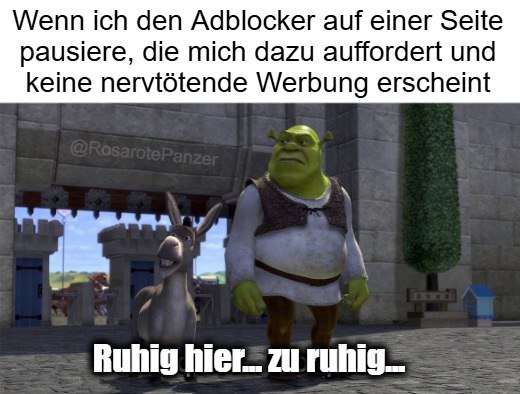 Wenn ich den Adblocker auf einer Seite
pausiere, die mich dazu auffordert und
keine nervtötende Werbung erscheint
@RosarotePanzer
Ruhig hier... zu ruhig...